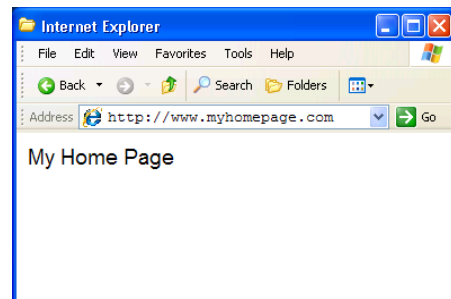 Internet Explorer
File Edit View Favorites Tools Help
Back Search Folders
Address http://www.myhomepage.com Go
My Home Page